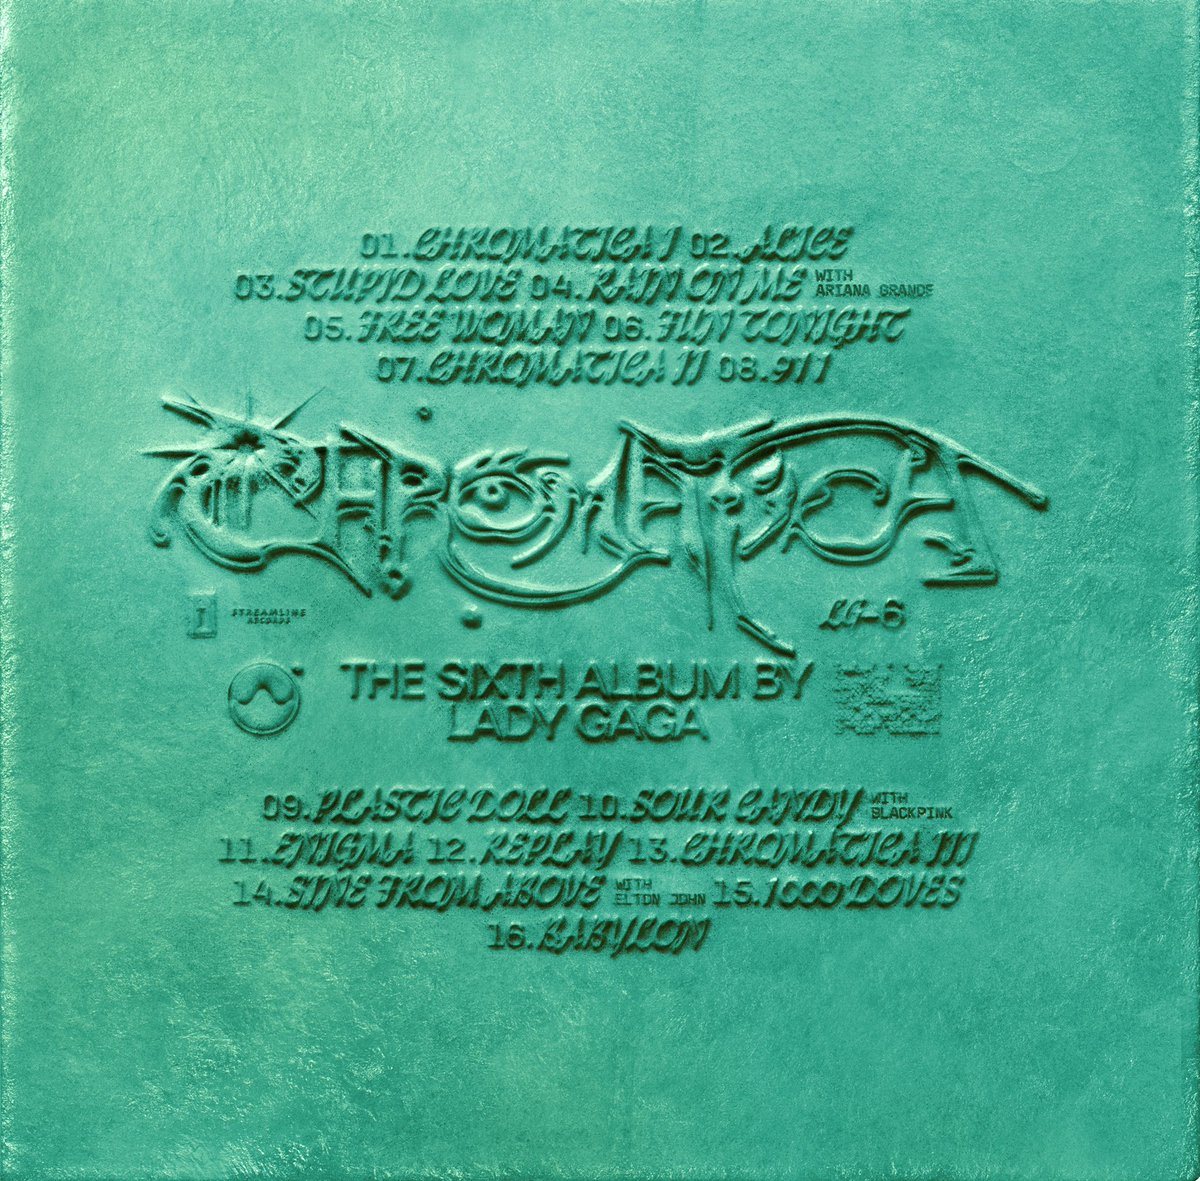 01.CHROMATICA I 02.ALICE
03.STUPID LOVE 04.RAIN ON ME WITH ARIANA GRANDE
05.FREE WOMAN 06.FUN TONIGHT
07.CHROMATICA II 08.911
CHROMATICA
I STREAMLINE RECORDS
LG-6
THE SIXTH ALBUM BY
LADY GAGA
09.PLASTIC DOLL 10.SOUR CANDY WITH BLACKPINK
11.ENIGMA 12.REPLAY 13.CHROMATICA III
14.SINE FROM ABOVE WITH ELTON JOHN 15.1000 DOVES
16.BABYLON